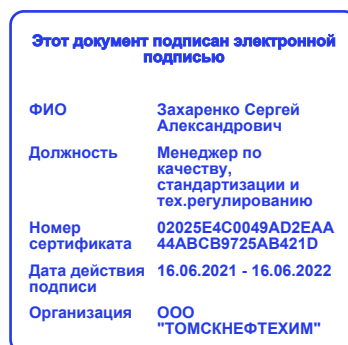 Этот документ подписан электронной
подписью
ФИО Захаренко Сергей
Александрович
Должность Менеджер по
качеству,
стандартизации и
тех.регулированию
Номер 02025E4C0049AD2EAA
сертификата 44ABCB9725AB421D
Дата действия 16.06.2021 - 16.06.2022
подписи
Организация ООО
"ТОМСКНЕФТЕХИМ"